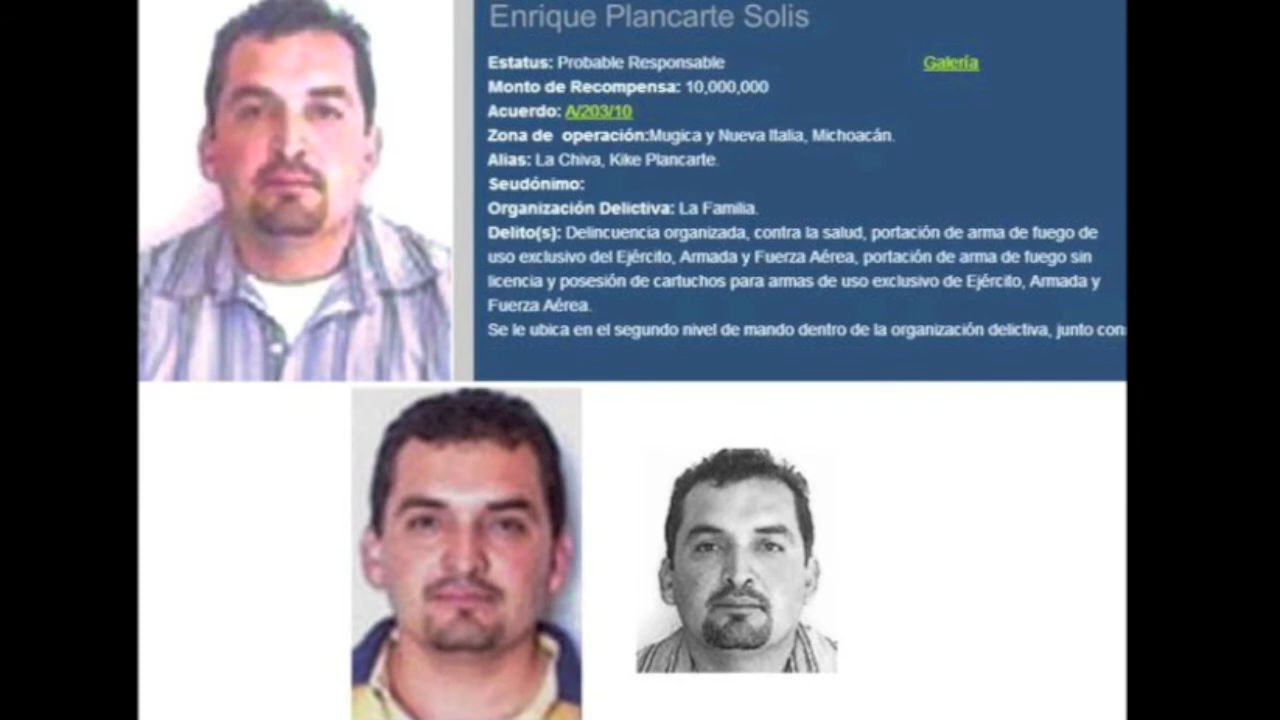 Enrique Plancarte Solis
Estatus: Probable Responsable
Galería
Monto de Recompensa: 10,000,000
Acuerdo: A/203/10
Zona de operación:Mugica y Nueva Italia, Michoacán.
Alias: La Chiva, Kike Plancarte.
Seudónimo:
Organización Delictiva: La Familia.
Delito(s): Delincuencia organizada, contra la salud, portación de arma de fuego de
uso exclusivo del Ejército, Armada y Fuerza Aérea, portación de arma de fuego sin
licencia y posesión de cartuchos para armas de uso exclusivo de Ejército, Armada y
Fuerza Aérea.
Se le ubica en el segundo nivel de mando dentro de la organización delictiva, junto con